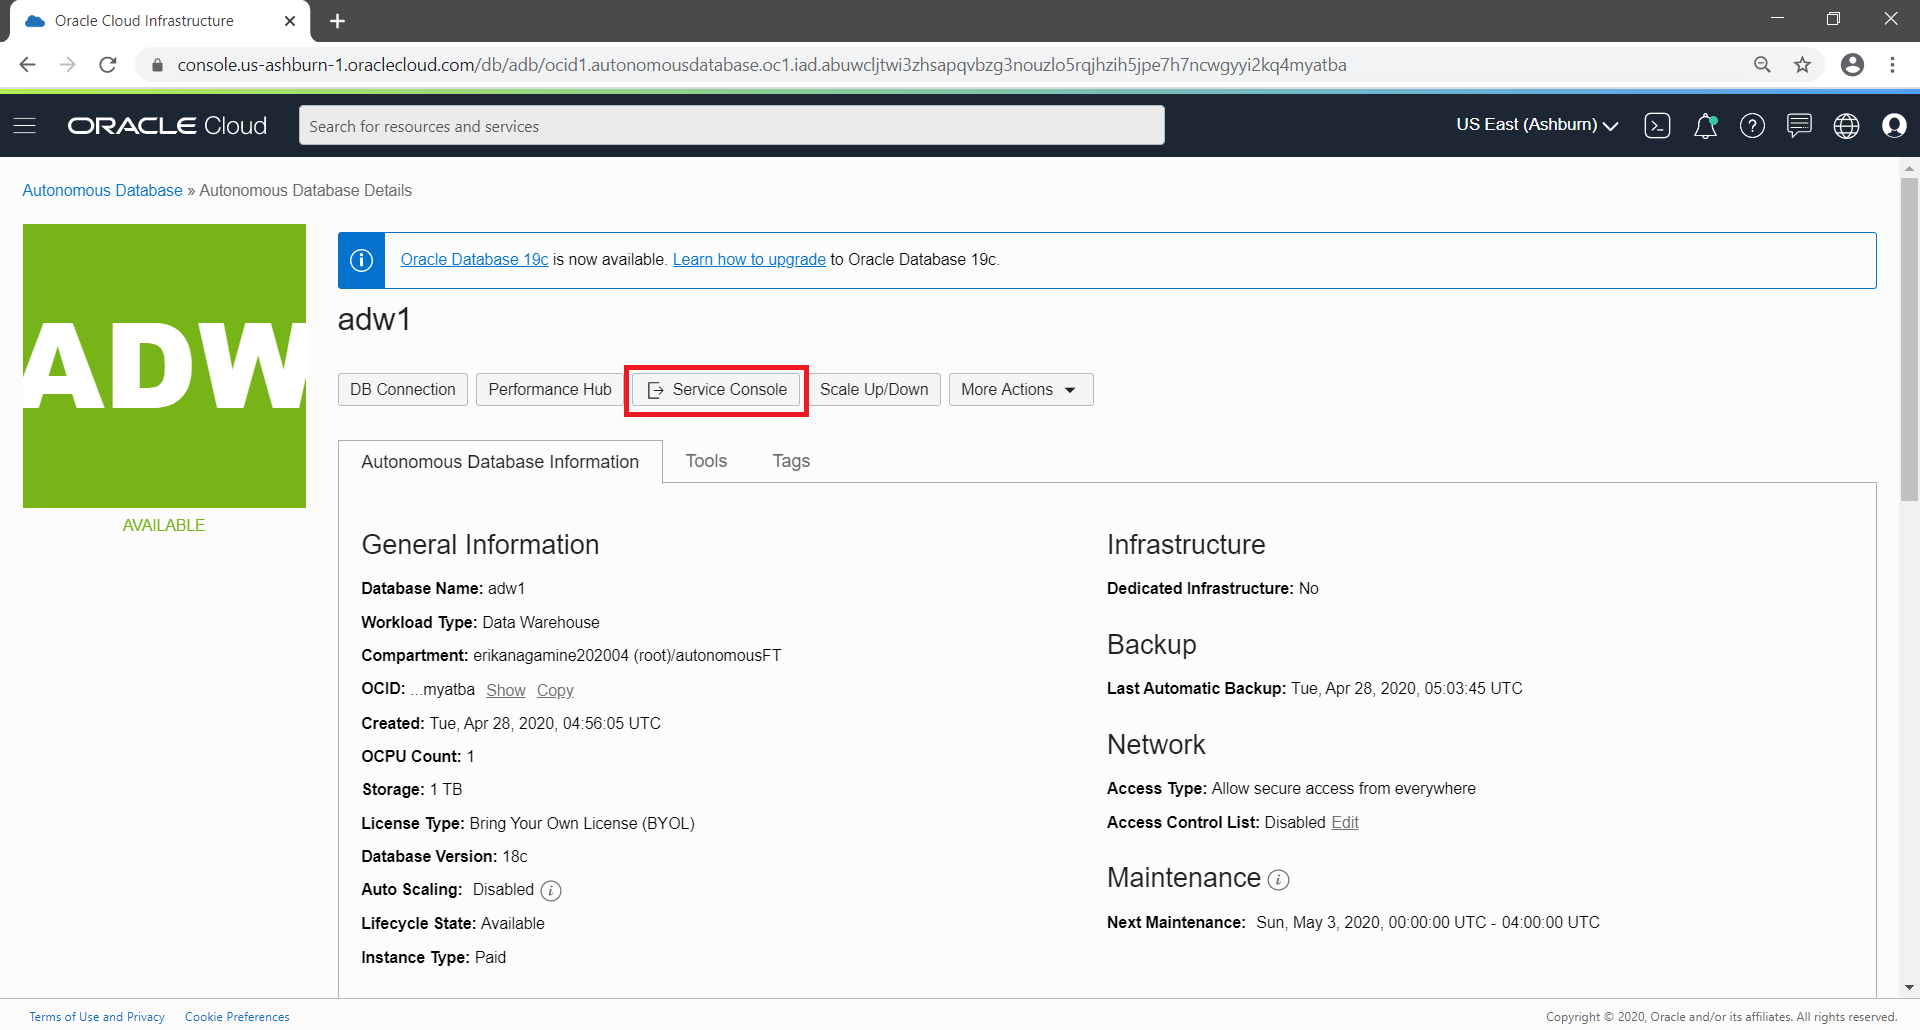 Oracle Cloud Infrastructure
console.us-ashburn-1.oraclecloud.com/db/adb/ocid1.autonomousdatabase.oc1.iad.abuwcljtwi3zhsapqvbzg3nouzlo5rqjhzih5jpe7h7ncwgyyi2kq4myatba
ORACLE Cloud
Search for resources and services
US East (Ashburn)
Autonomous Database » Autonomous Database Details
ADW
AVAILABLE
Oracle Database 19c is now available. Learn how to upgrade to Oracle Database 19c.
adw1
DB Connection
Performance Hub
Service Console
Scale Up/Down
More Actions
Autonomous Database Information
Tools
Tags
General Information
Database Name: adw1
Workload Type: Data Warehouse
Compartment: erikanagamine202004 (root)/autonomousFT
OCID: ...myatba Show Copy
Created: Tue, Apr 28, 2020, 04:56:05 UTC
OCPU Count: 1
Storage: 1 TB
License Type: Bring Your Own License (BYOL)
Database Version: 18c
Auto Scaling: Disabled i
Lifecycle State: Available
Instance Type: Paid
Infrastructure
Dedicated Infrastructure: No
Backup
Last Automatic Backup: Tue, Apr 28, 2020, 05:03:45 UTC
Network
Access Type: Allow secure access from everywhere
Access Control List: Disabled Edit
Maintenance i
Next Maintenance: Sun, May 3, 2020, 00:00:00 UTC - 04:00:00 UTC
Terms of Use and Privacy
Cookie Preferences
Copyright © 2020, Oracle and/or its affiliates. All rights reserved.